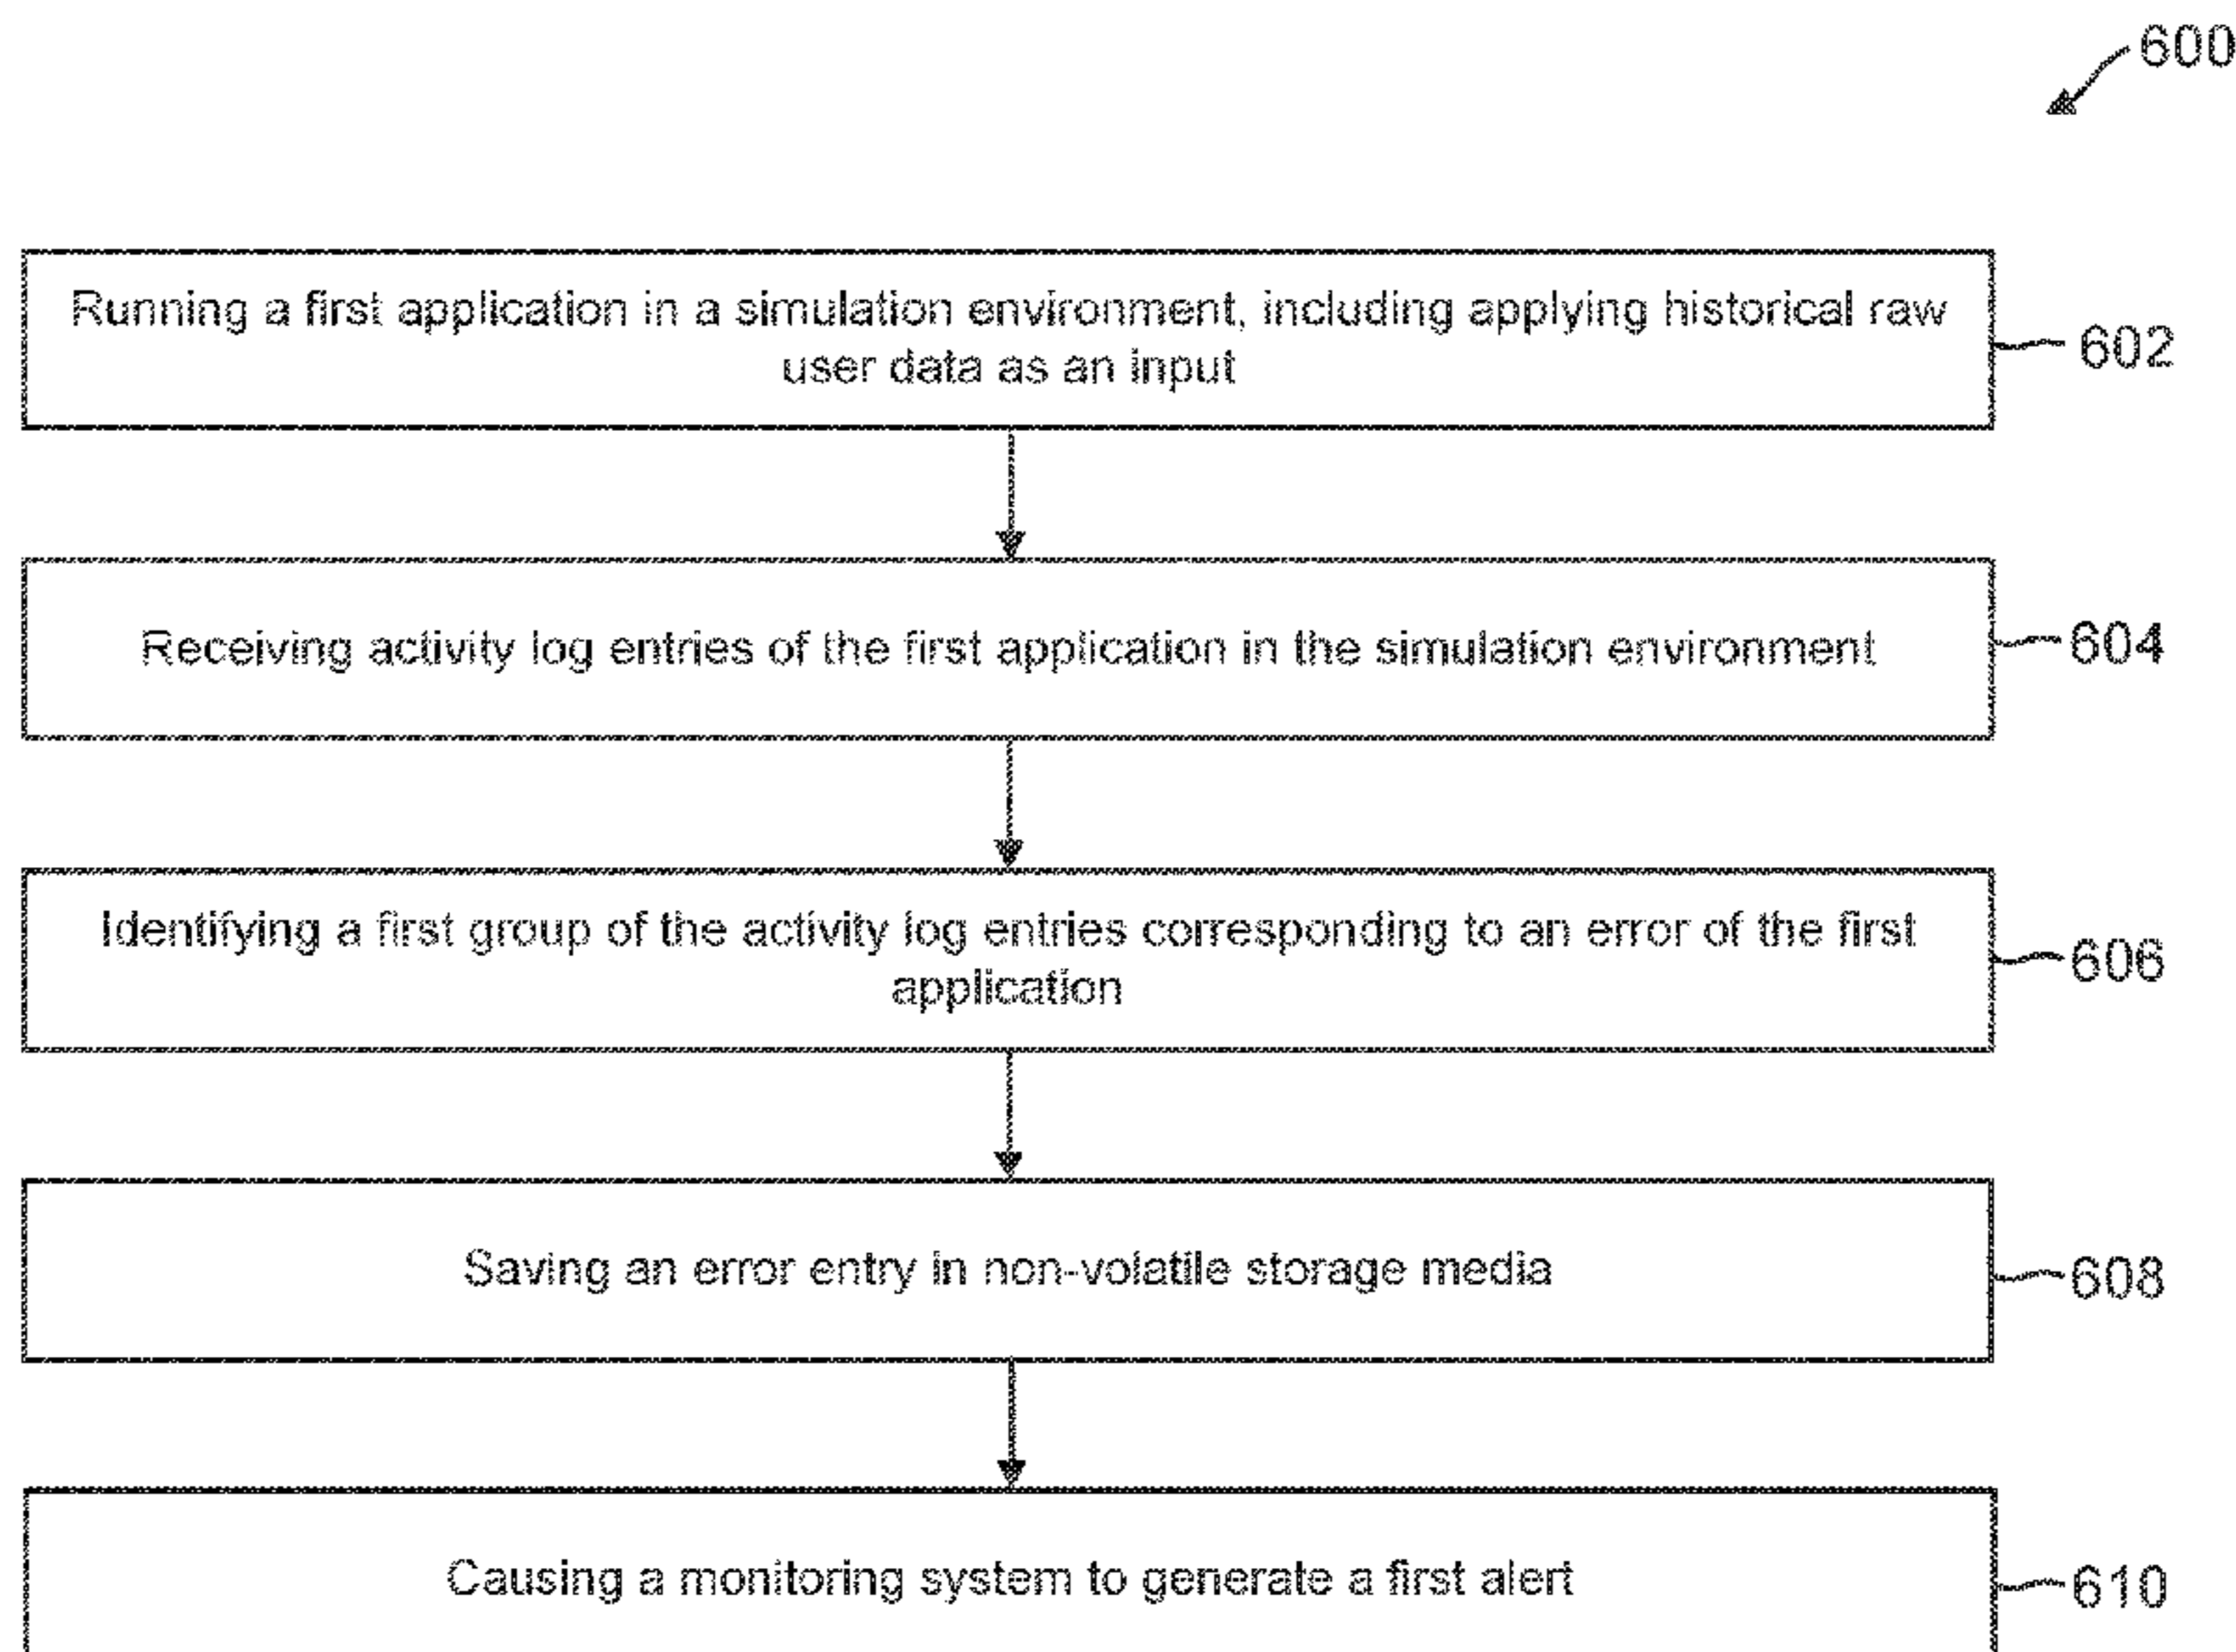 600
Running a first application in a simulation environment, including applying historical raw
user data as an input
602
Receiving activity log entries of the first application in the simulation environment
604
Identifying a first group of the activity log entries corresponding to an error of the first
application
606
Saving an error entry in non-volatile storage media
608
Causing a monitoring system to generate a first alert
610